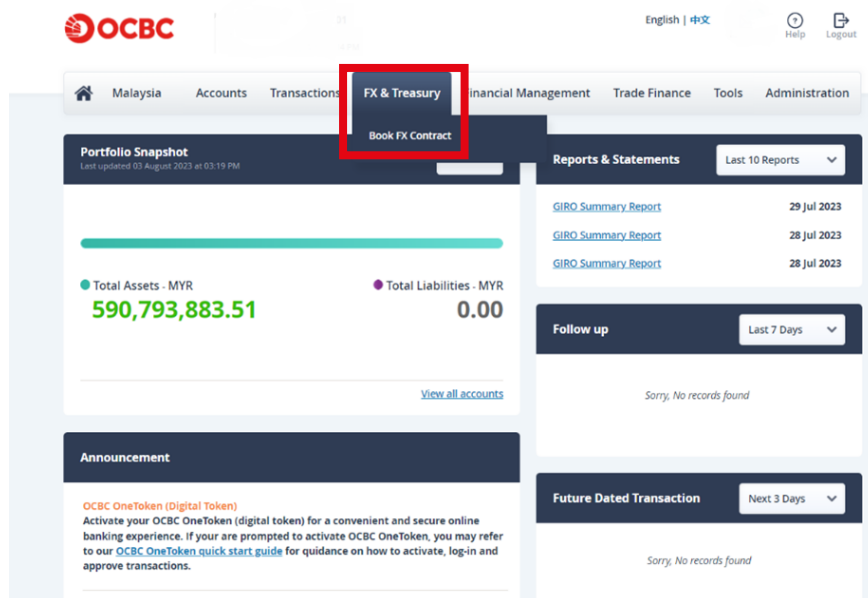 OCBC
English | 中文
Help
Logout
Malaysia
Accounts
Transactions
FX & Treasury
inancial Management
Trade Finance
Tools
Administration
Book FX Contract
Portfolio Snapshot
Last updated 03 August 2023 at 03:19 PM
Total Assets - MYR
590,793,883.51
Total Liabilities - MYR
0.00
View all accounts
Reports & Statements
Last 10 Reports
GIRO Summary Report 29 Jul 2023
GIRO Summary Report 28 Jul 2023
GIRO Summary Report 28 Jul 2023
Follow up
Last 7 Days
Sorry, No records found
Announcement
OCBC OneToken (Digital Token)
Activate your OCBC OneToken (digital token) for a convenient and secure online
banking experience. If your are prompted to activate OCBC OneToken, you may refer
to our OCBC OneToken quick start guide for guidance on how to activate, log-in and
approve transactions.
Future Dated Transaction
Next 3 Days
Sorry, No records found